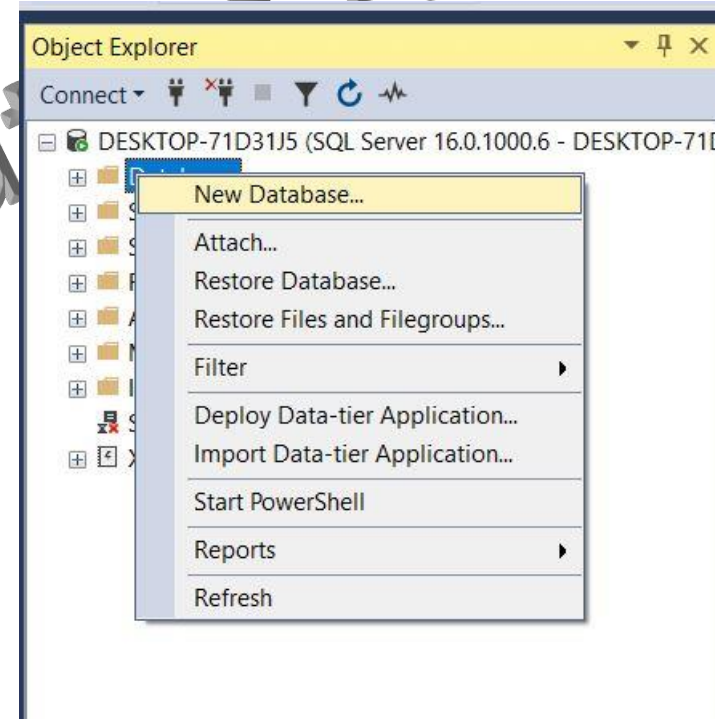 Object Explorer
Connect
DESKTOP-71D31J5 (SQL Server 16.0.1000.6 - DESKTOP-71D
New Database...
Attach...
Restore Database...
Restore Files and Filegroups...
Filter
Deploy Data-tier Application...
Import Data-tier Application...
Start PowerShell
Reports
Refresh